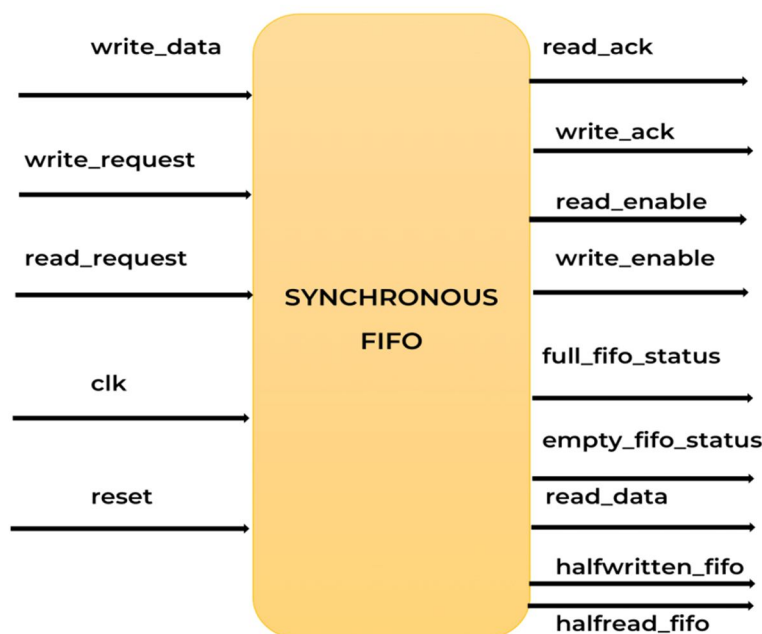 write_data
write_request
read_request
clk
reset
SYNCHRONOUS
FIFO
read_ack
write_ack
read_enable
write_enable
full_fifo_status
empty_fifo_status
read_data
halfwritten_fifo
halfread_fifo